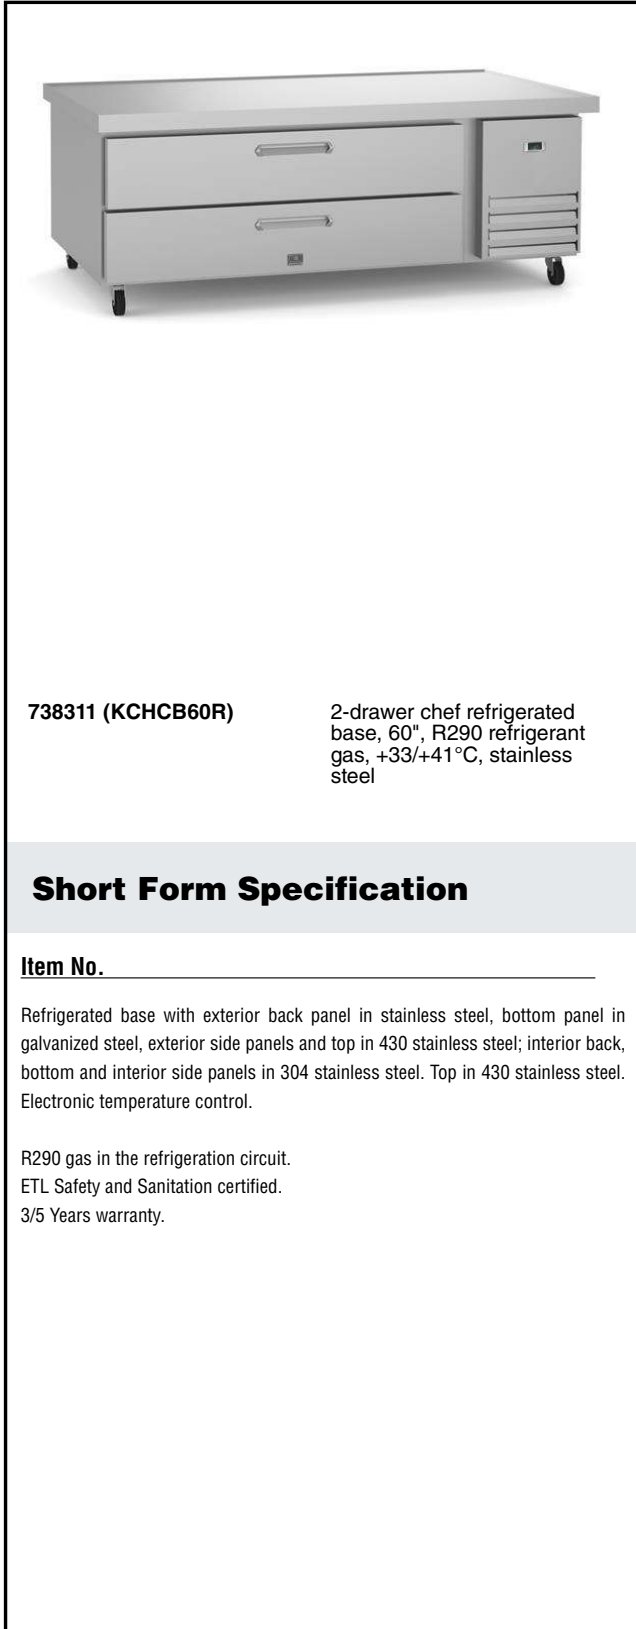 738311 (KCHCB60R)
2-drawer chef refrigerated
base, 60", R290 refrigerant
gas, +33/+41°C, stainless
steel
Short Form Specification
Item No.
Refrigerated base with exterior back panel in stainless steel, bottom panel in
galvanized steel, exterior side panels and top in 430 stainless steel; interior back,
bottom and interior side panels in 304 stainless steel. Top in 430 stainless steel.
Electronic temperature control.
R290 gas in the refrigeration circuit.
ETL Safety and Sanitation certified.
3/5 Years warranty.